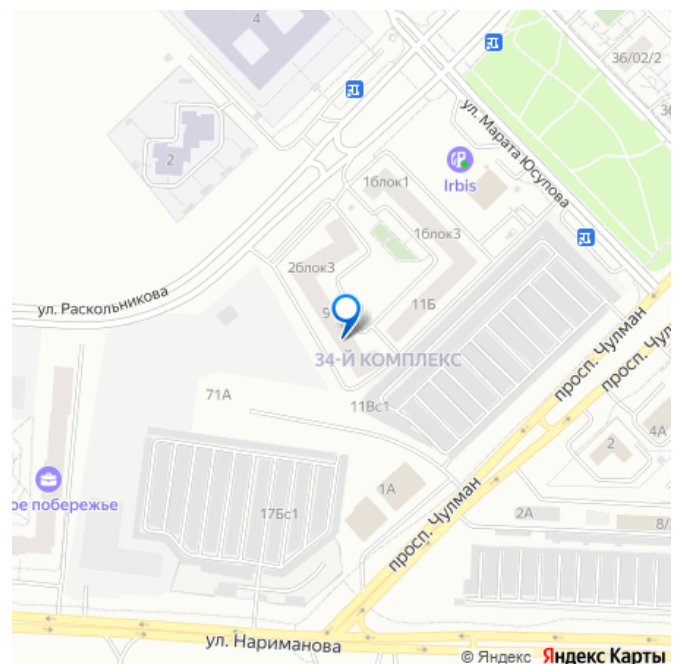 4
36/02/2
ул. Марата Юсупова
2
Irbis
1блок1
1блок3
2блок3
ул. Раскольникова
9
11Б
34-Й КОМПЛЕКС
просп. Чулман
71А
11Вс1
2
4А
ое побережье
1А
17Бс1
просп. Чулман
2А
8/
ул. Нариманова
© Яндекс Яндекс Карты